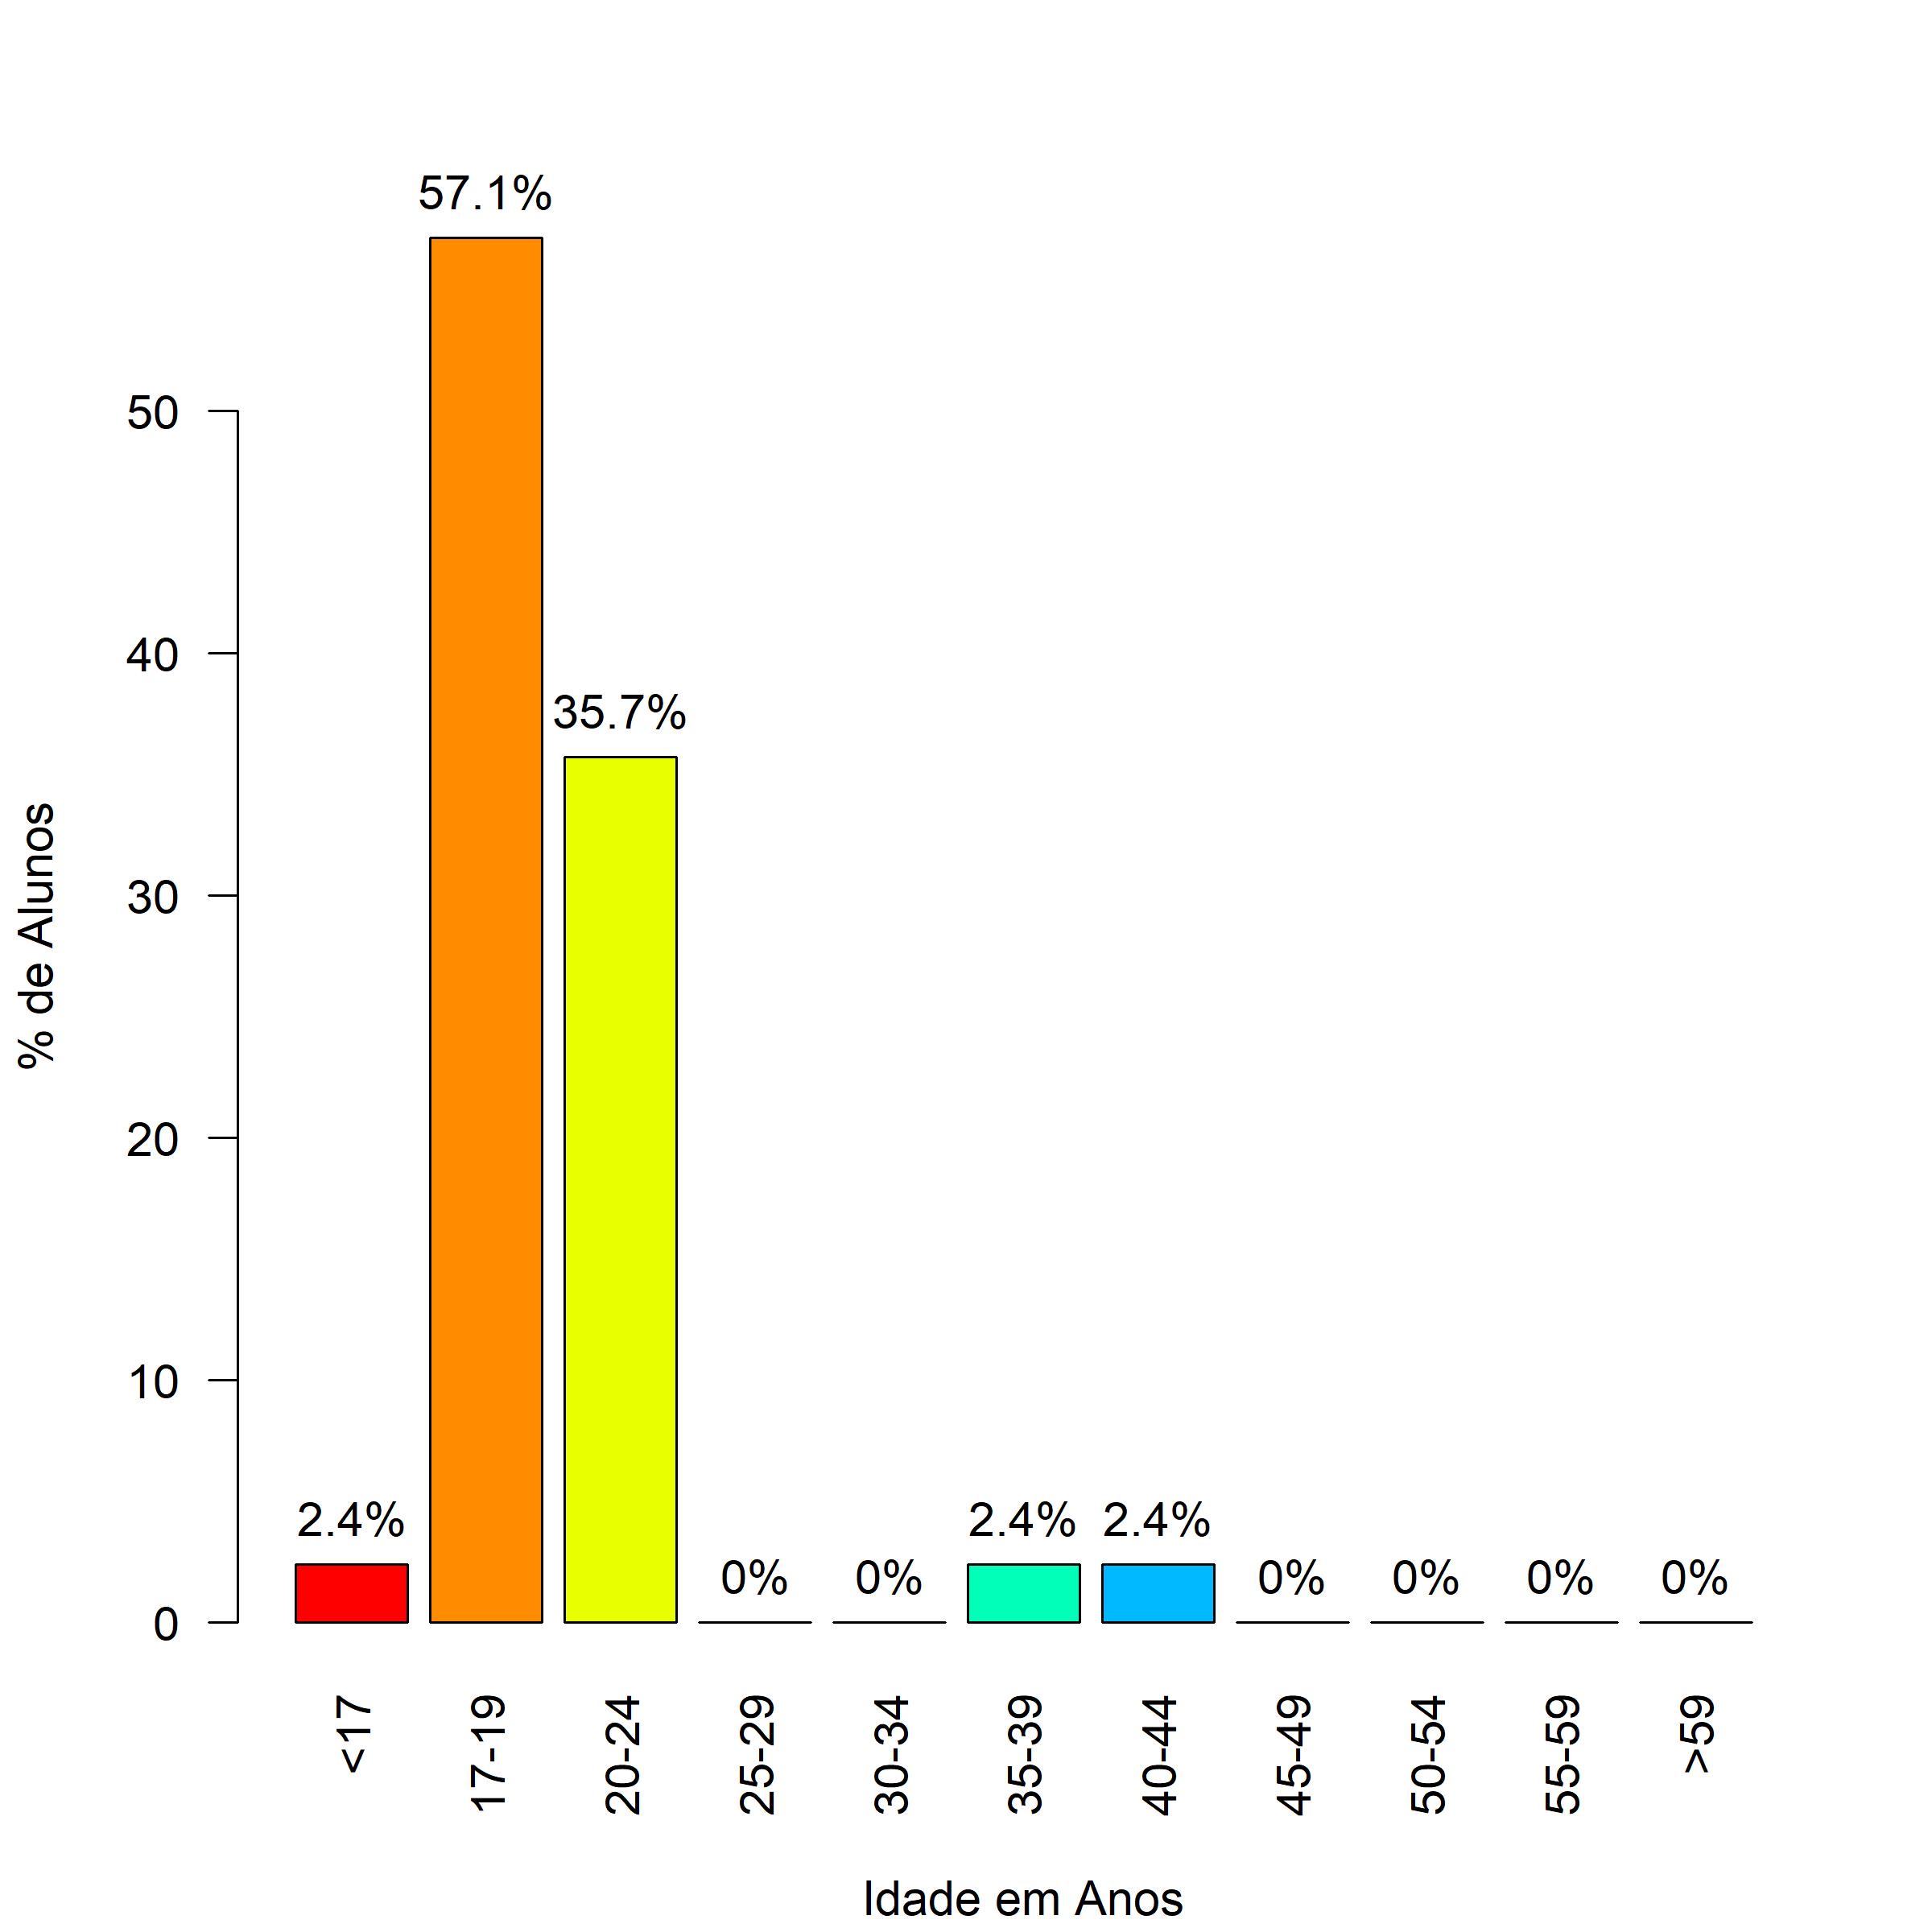 57.1%
50
40
35.7%
% de Alunos
30
20
10
2.4% 2.4% 2.4%
0% 0% 0% 0% 0% 0%
0
<17 17-19 20-24 25-29 30-34 35-39 40-44 45-49 50-54 55-59 >59
Idade em Anos